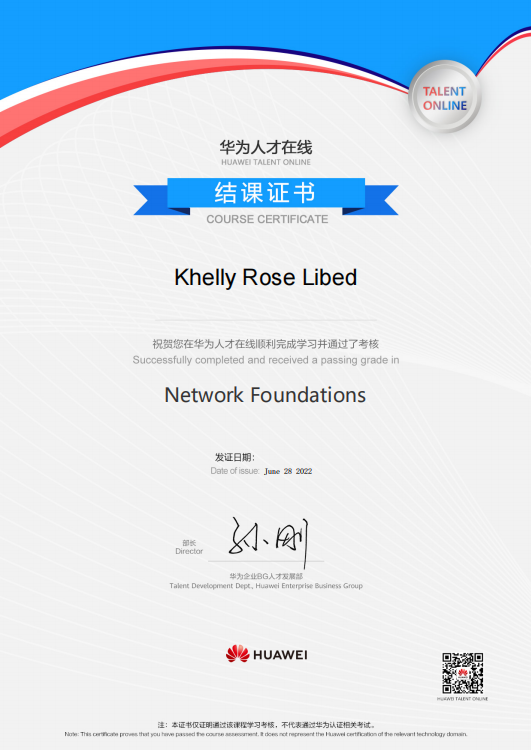 TALENT
ONLINE
华为人才在线
HUAWEI TALENT ONLINE
结课证书
COURSE CERTIFICATE
Khelly Rose Libed
祝贺您在华为人才在线顺利完成学习并通过了考核
Successfully completed and received a passing grade in
Network Foundations
发证日期:
Date of issue: June 28 2022
部长
Director
孙刚
华为企业BG人才发展部
Talent Development Dept., Huawei Enterprise Business Group
HUAWEI
HUAWEI TALENT ONLINE
注：本证书仅证明通过该课程学习考核，不代表通过华为认证相关考试。
Note: This certificate proves that you have passed the course assessment. It does not represent the Huawei certification of the relevant technology domain.